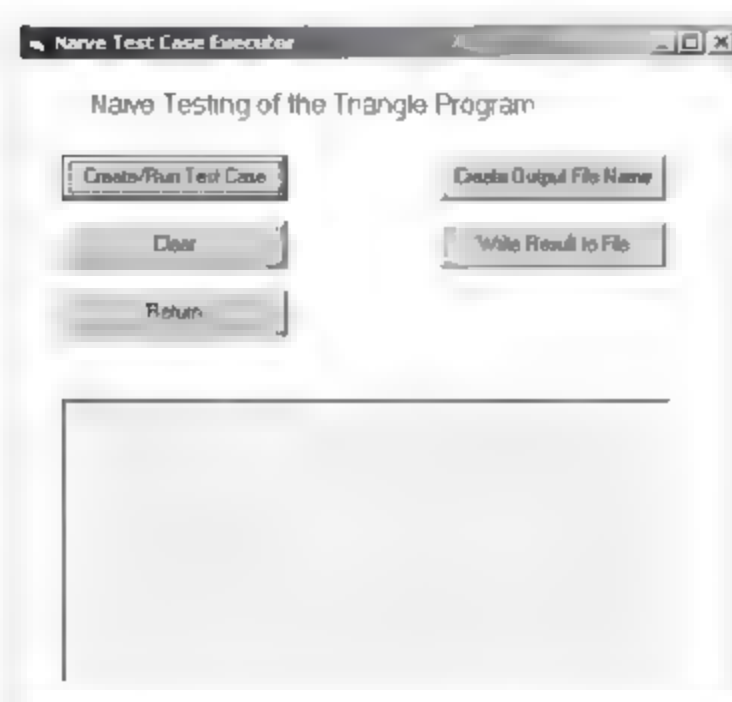 Naive Test Case Executor
Naive Testing of the Triangle Program
Create/Run Test Case
Create Output File Name
Clear
Write Result to File
Return